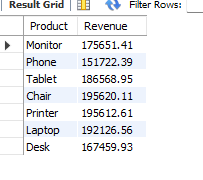 Result Grid Filter Rows:
Product Revenue
Monitor 175651.41
Phone 151722.39
Tablet 186568.95
Chair 195620.11
Printer 195612.61
Laptop 192126.56
Desk 167459.93